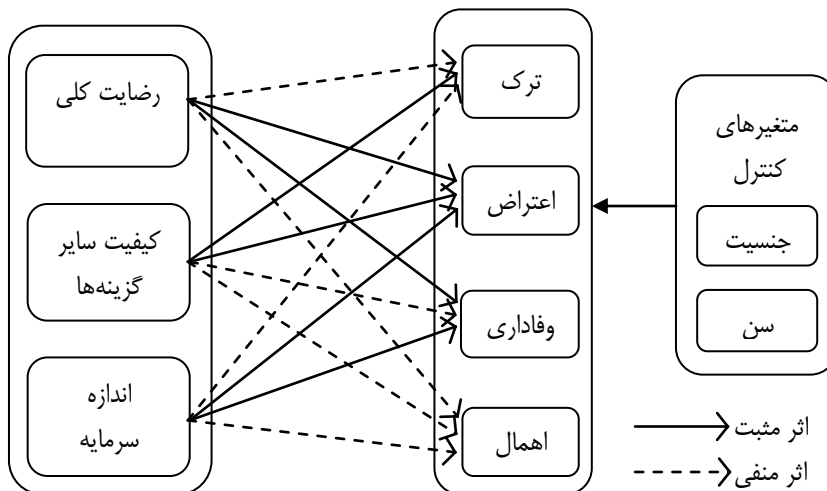 رضایت کلی
کیفیت سایر
گزینه‌ها
اندازه
سرمایه
ترک
اعتراض
وفاداری
اهمال
متغیرهای
کنترل
جنسیت
سن
اثر مثبت
اثر منفی